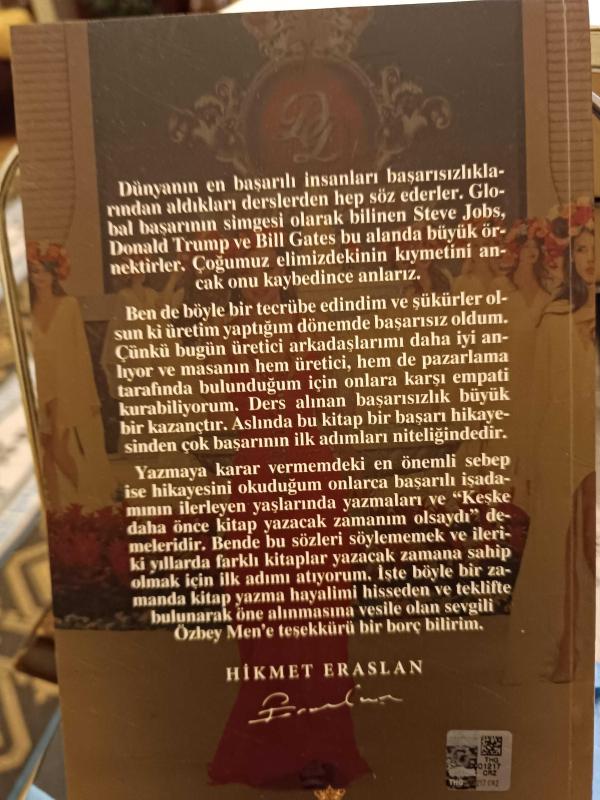 DL
Dünyanın en başarılı insanları başarısızlıkla-
rından aldıkları derslerden hep söz ederler. Glo-
bal başarının simgesi olarak bilinen Steve Jobs,
Donald Trump ve Bill Gates bu alanda büyük ör-
nektirler. Çoğumuz elimizdekinin kıymetini an-
cak onu kaybedince anlarız.
Ben de böyle bir tecrübe edindim ve şükürler ol-
sun ki üretim yaptığım dönemde başarısız oldum.
Çünkü bugün üretici arkadaşlarımı daha iyi an-
lıyor ve masanın hem üretici, hem de pazarlama
tarafında bulunduğum için onlara karşı empati
kurabiliyorum. Ders alınan başarısızlık büyük
bir kazançtır. Aslında bu kitap bir başarı hikaye-
sinden çok başarının ilk adımları niteliğindedir.
Yazmaya karar vermemdeki en önemli sebep
ise hikayesini okuduğum onlarca başarılı işada-
mının ilerleyen yaşlarında yazmaları ve “Keşke
daha önce kitap yazacak zamanım olsaydı” de-
meleridir. Bende bu sözleri söylememek ve ileri-
ki yıllarda farklı kitaplar yazacak zamana sahip
olmak için ilk adımı atıyorum. İşte böyle bir za-
manda kitap yazma hayalimi hisseden ve teklifte
bulunarak öne alınmasına vesile olan sevgili
Özbey Men'e teşekkürü bir borç bilirim.
HİKMET ERASLAN
THG
001217
CRZ